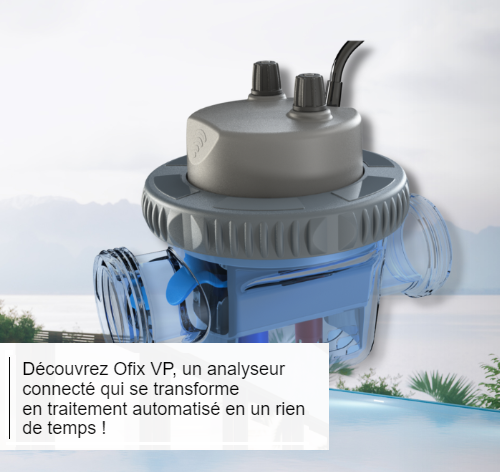 Découvrez Ofix VP, un analyseur
connecté qui se transforme
en traitement automatisé en un rien
de temps !